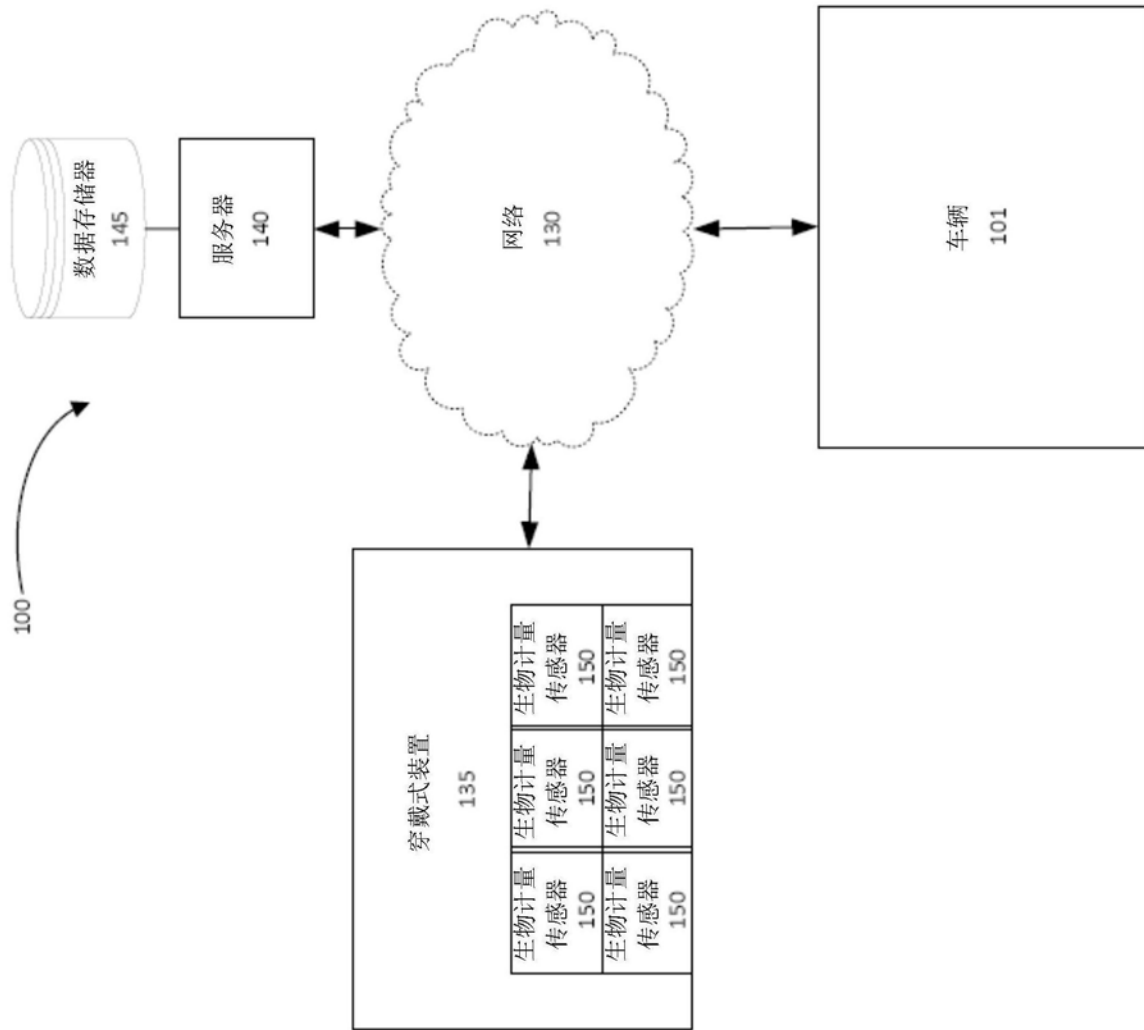 100
数据存储器
145
服务器
140
网络
130
车辆
101
穿戴式装置
135
生物计量
传感器
150
生物计量
传感器
150
生物计量
传感器
150
生物计量
传感器
150
生物计量
传感器
150
生物计量
传感器
150